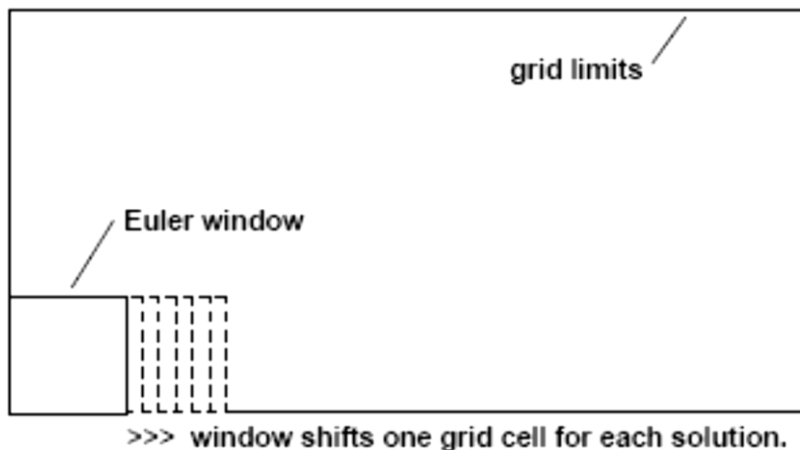 grid limits
Euler window
>>> window shifts one grid cell for each solution.